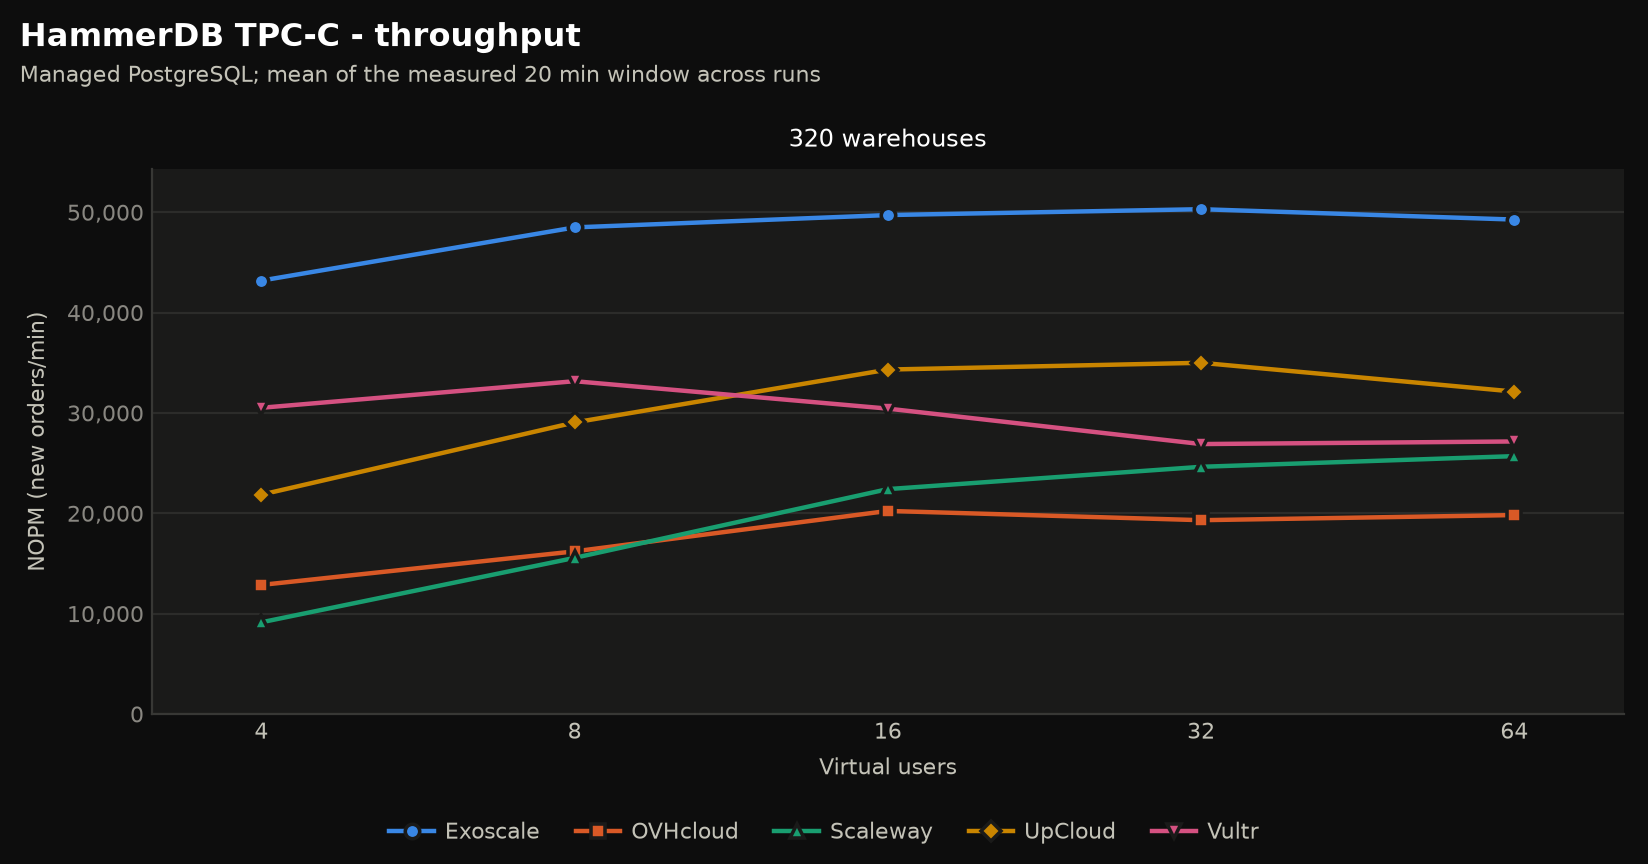 HammerDB TPC-C - throughput
Managed PostgreSQL; mean of the measured 20 min window across runs
320 warehouses
NOPM (new orders/min)
50,000
40,000
30,000
20,000
10,000
0
4 8 16 32 64
Virtual users
Exoscale OVHcloud Scaleway UpCloud Vultr